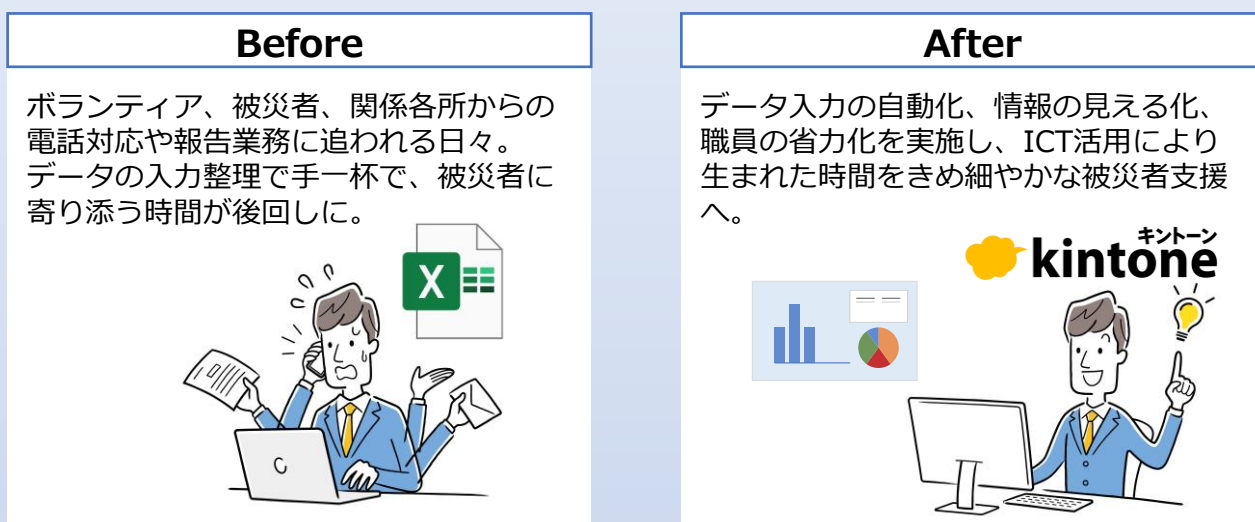 Before
ボランティア、被災者、関係各所からの
電話対応や報告業務に追われる日々。
データの入力整理で手一杯で、被災者に
寄り添う時間が後回しに。
X
After
データ入力の自動化、情報の見える化、
職員の省力化を実施し、ICT活用により
生まれた時間をきめ細やかな被災者支援
へ。
キントーン
kintone